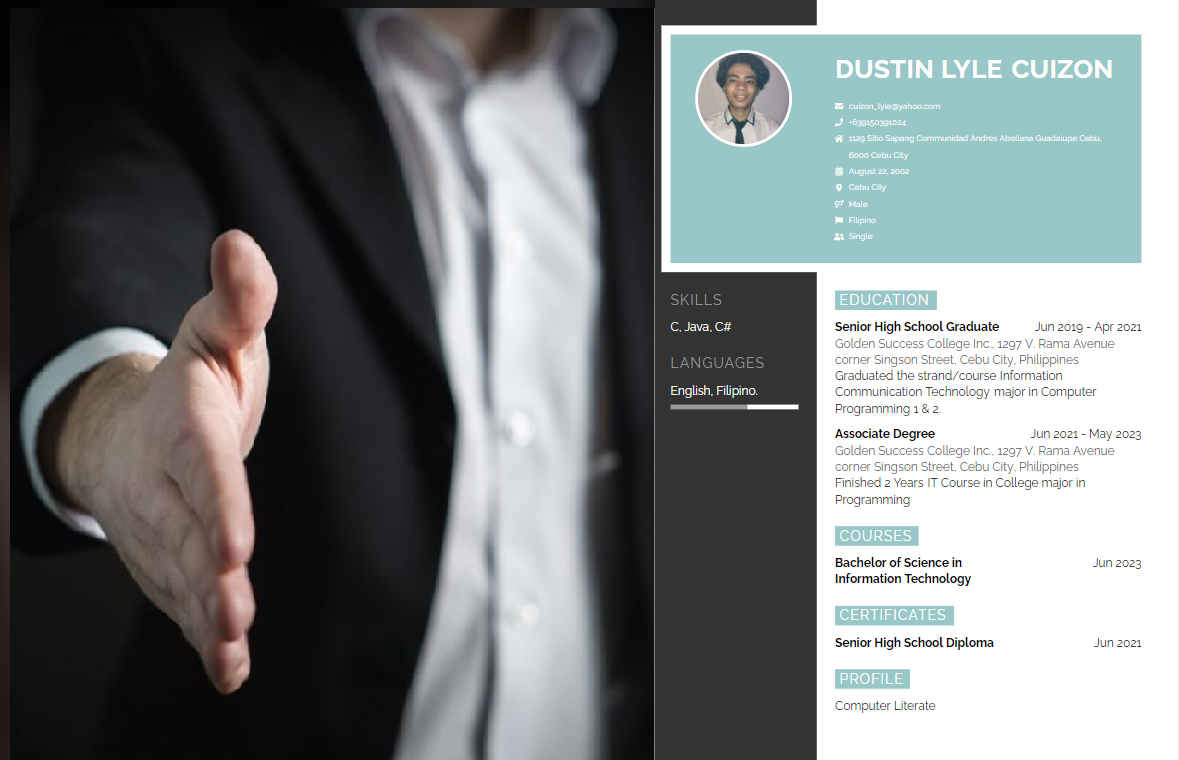 DUSTIN LYLE CUIZON
cuizon_lyle@yahoo.com
+639150391024
1129 Sitio Sapang Communidad Andres Abellana Guadalupe Cebu,
6000 Cebu City
August 22, 2002
Cebu City
Male
Filipino
Single
SKILLS
C, Java, C#
LANGUAGES
English, Filipino.
EDUCATION
Senior High School Graduate Jun 2019 - Apr 2021
Golden Success College Inc., 1297 V. Rama Avenue
corner Singson Street, Cebu City, Philippines
Graduated the strand/course Information
Communication Technology major in Computer
Programming 1 & 2.
Associate Degree Jun 2021 - May 2023
Golden Success College Inc., 1297 V. Rama Avenue
corner Singson Street, Cebu City, Philippines
Finished 2 Years IT Course in College major in
Programming
COURSES
Bachelor of Science in Jun 2023
Information Technology
CERTIFICATES
Senior High School Diploma Jun 2021
PROFILE
Computer Literate